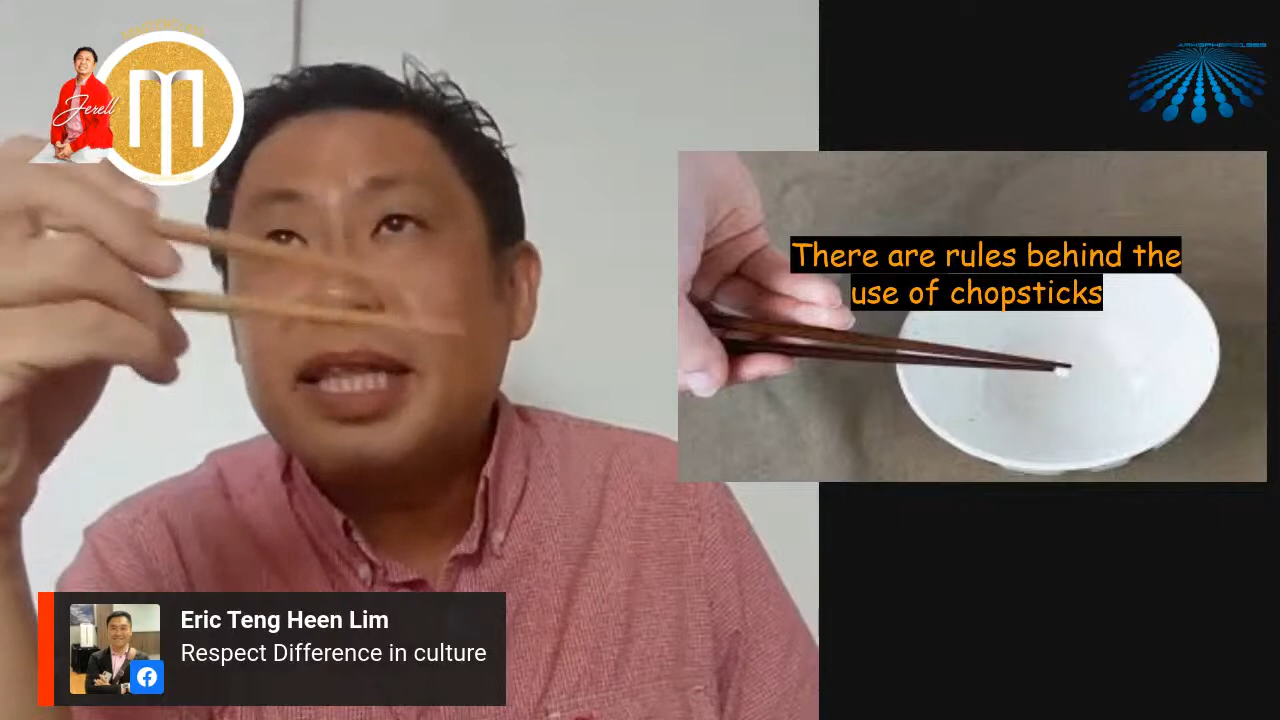 Jerell
There are rules behind the
use of chopsticks
Eric Teng Heen Lim
Respect Difference in culture